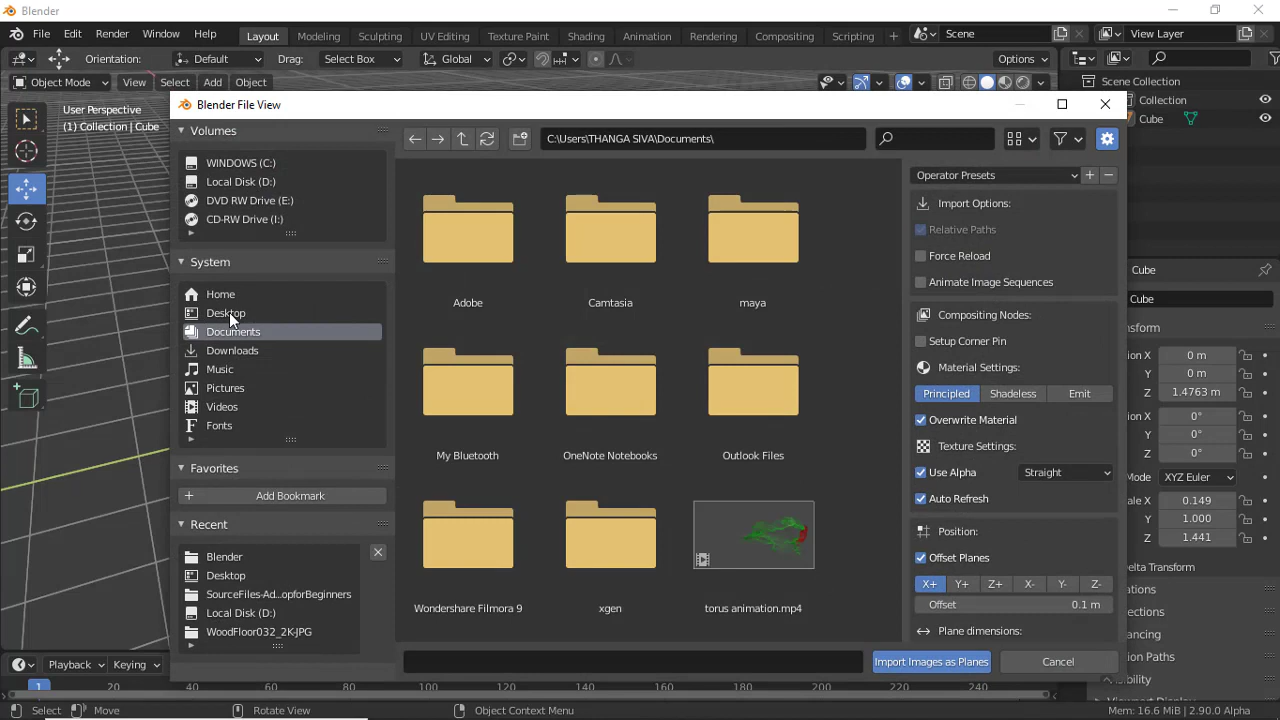 Blender
File Edit Render Window Help Layout Modeling Sculpting UV Editing Texture Paint Shading Animation Rendering Compositing Scripting + Scene View Layer
Orientation: Default Drag: Select Box Global Options
Object Mode View Select Add Object
Scene Collection
Collection
Cube
User Perspective
(1) Collection | Cube
Blender File View
Volumes
WINDOWS (C:)
Local Disk (D:)
DVD RW Drive (E:)
CD-RW Drive (I:)
System
Home
Desktop
Documents
Downloads
Music
Pictures
Videos
Fonts
Favorites
Add Bookmark
Recent
Blender
Desktop
SourceFiles-Ad...opforBeginners
Local Disk (D:)
WoodFloor032_2K-JPG
C:\Users\THANGA SIVA\Documents\
Adobe
Camtasia
maya
My Bluetooth
OneNote Notebooks
Outlook Files
Wondershare Filmora 9
xgen
torus animation.mp4
Operator Presets
Import Options:
Relative Paths
Force Reload
Animate Image Sequences
Compositing Nodes:
Setup Corner Pin
Material Settings:
Principled Shadeless Emit
Overwrite Material
Texture Settings:
Use Alpha Straight
Auto Refresh
Position:
Offset Planes
X+ Y+ Z+ X- Y- Z-
Offset 0.1 m
Plane dimensions:
Import Images as Planes Cancel
Cube
Cube
X 0 m
Y 0 m
Z 1.4763 m
X 0°
Y 0°
Z 0°
Mode XYZ Euler
X 0.149
Y 1.000
Z 1.441
Delta Transform
Playback Keying
1 20 40 60 80 100 120 140 160 180 200 220 240
Select Move Rotate View Object Context Menu Mem: 16.6 MiB | 2.90.0 Alpha